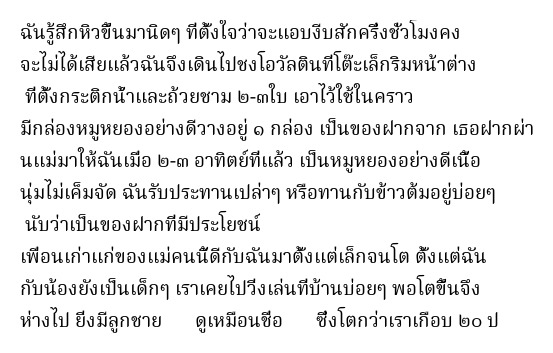 ฉันรู้สึกหิวขึ้นมานิดๆ ที่ตั้งใจว่าจะแอบงีบสักครึ่งชั่วโมงคง
จะไม่ได้เสียแล้วฉันจึงเดินไปชงโอวัลตินที่โต๊ะเล็กริมหน้าต่าง
ที่ตั้งกระติกน้ำและถ้วยชาม ๒-๓ใบ เอาไว้ใช้ในคราว
มีกล่องหมูหยองอย่างดีวางอยู่ ๑ กล่อง เป็นของฝากจาก เธอฝากผ่า
นแม่มาให้ฉันเมื่อ ๒-๓ อาทิตย์ที่แล้ว เป็นหมูหยองอย่างดีเนื้อ
นุ่มไม่เค็มจัด ฉันรับประทานเปล่าๆ หรือทานกับข้าวต้มอยู่บ่อยๆ
นับว่าเป็นของฝากที่มีประโยชน์
เพื่อนเก่าแก่ของแม่คนนี้ดีกับฉันมาตั้งแต่เล็กจนโต ตั้งแต่ฉัน
กับน้องยังเป็นเด็กๆ เราเคยไปวิ่งเล่นที่บ้านบ่อยๆ พอโตขึ้นจึง
ห่างไป ยิ่งมีลูกชาย ดูเหมือนชื่อ ซึ่งโตกว่าเราเกือบ ๒๐ ป